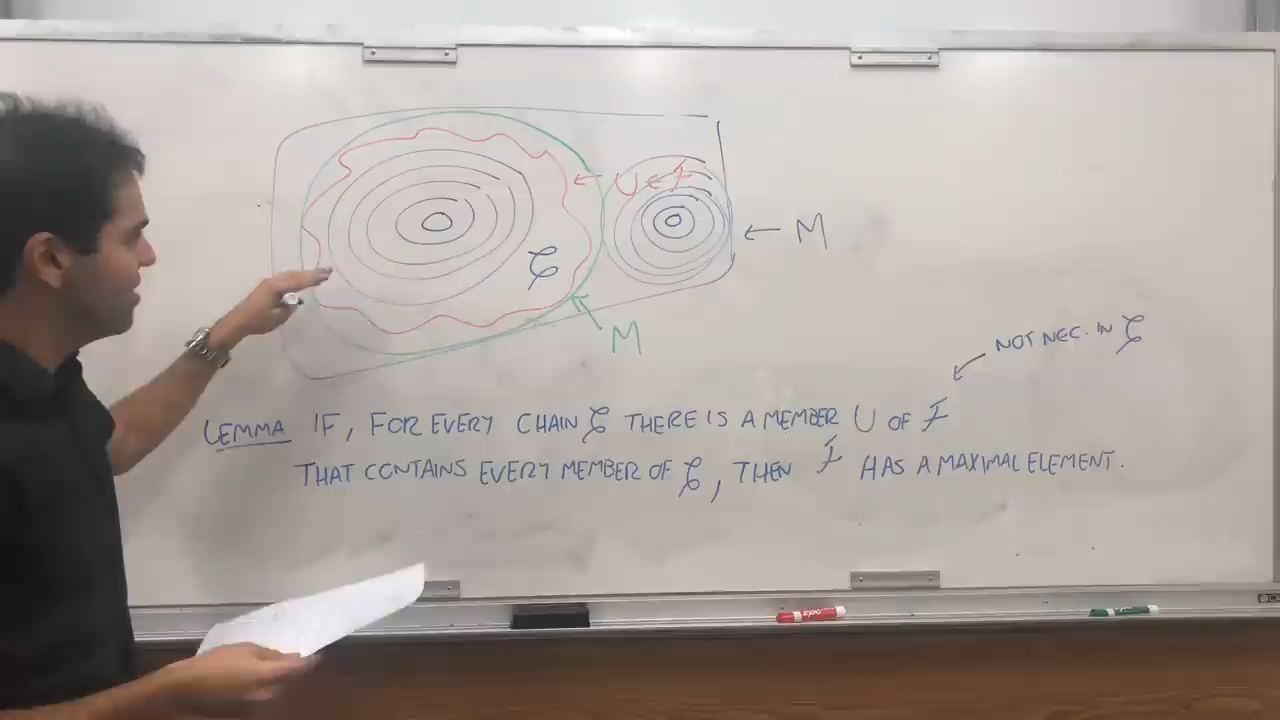 U ∈ ℱ
← M
𝒞
M
NOT NEC. IN 𝒞
LEMMA IF, FOR EVERY CHAIN 𝒞 THERE IS A MEMBER U OF ℱ
THAT CONTAINS EVERY MEMBER OF 𝒞, THEN ℱ HAS A MAXIMAL ELEMENT.
EXPO